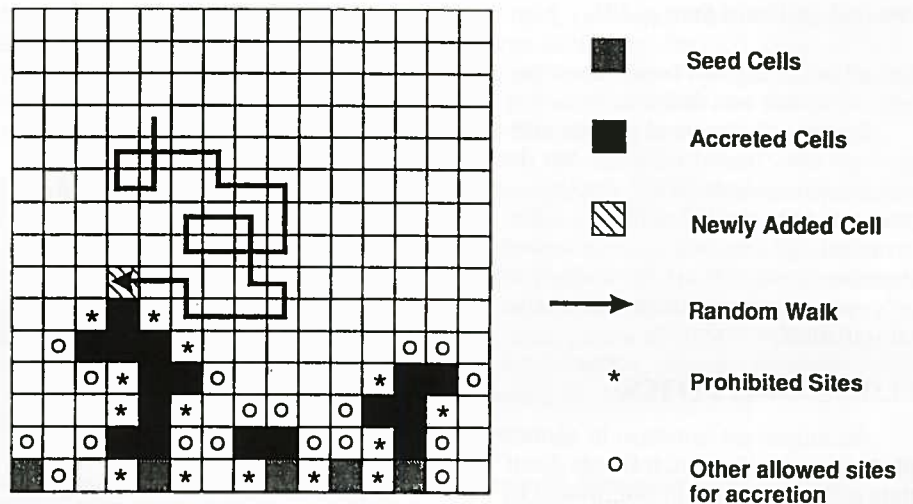 Seed Cells
Accreted Cells
Newly Added Cell
Random Walk
* Prohibited Sites
o Other allowed sites
for accretion